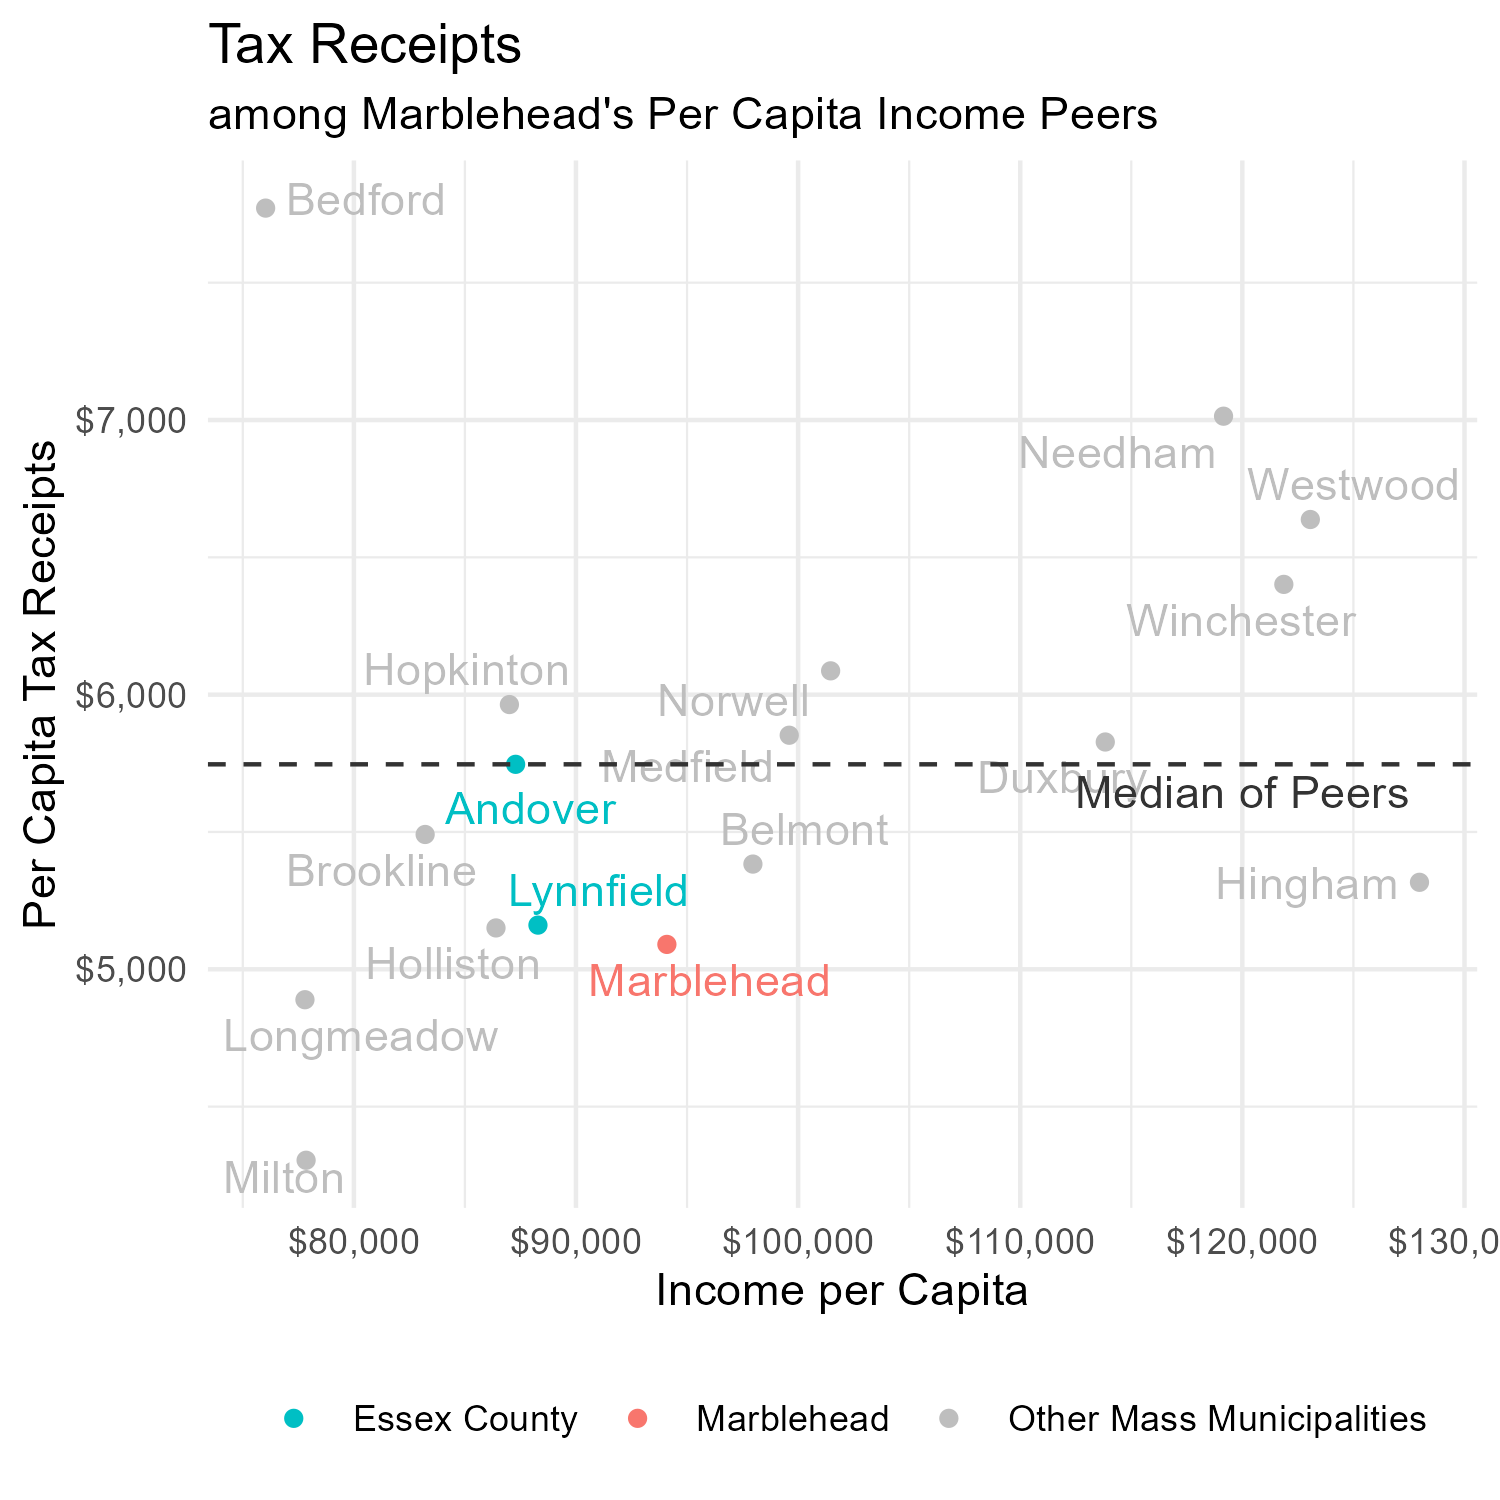 Tax Receipts
among Marblehead's Per Capita Income Peers
Bedford
$7,000
Needham
Westwood
Winchester
Hopkinton
$6,000
Norwell
Medfield
Duxbury
Median of Peers
Andover
Belmont
Brookline
Lynnfield
Hingham
Holliston
$5,000
Marblehead
Longmeadow
Milton
Per Capita Tax Receipts
$80,000 $90,000 $100,000 $110,000 $120,000 $130,0
Income per Capita
Essex County Marblehead Other Mass Municipalities